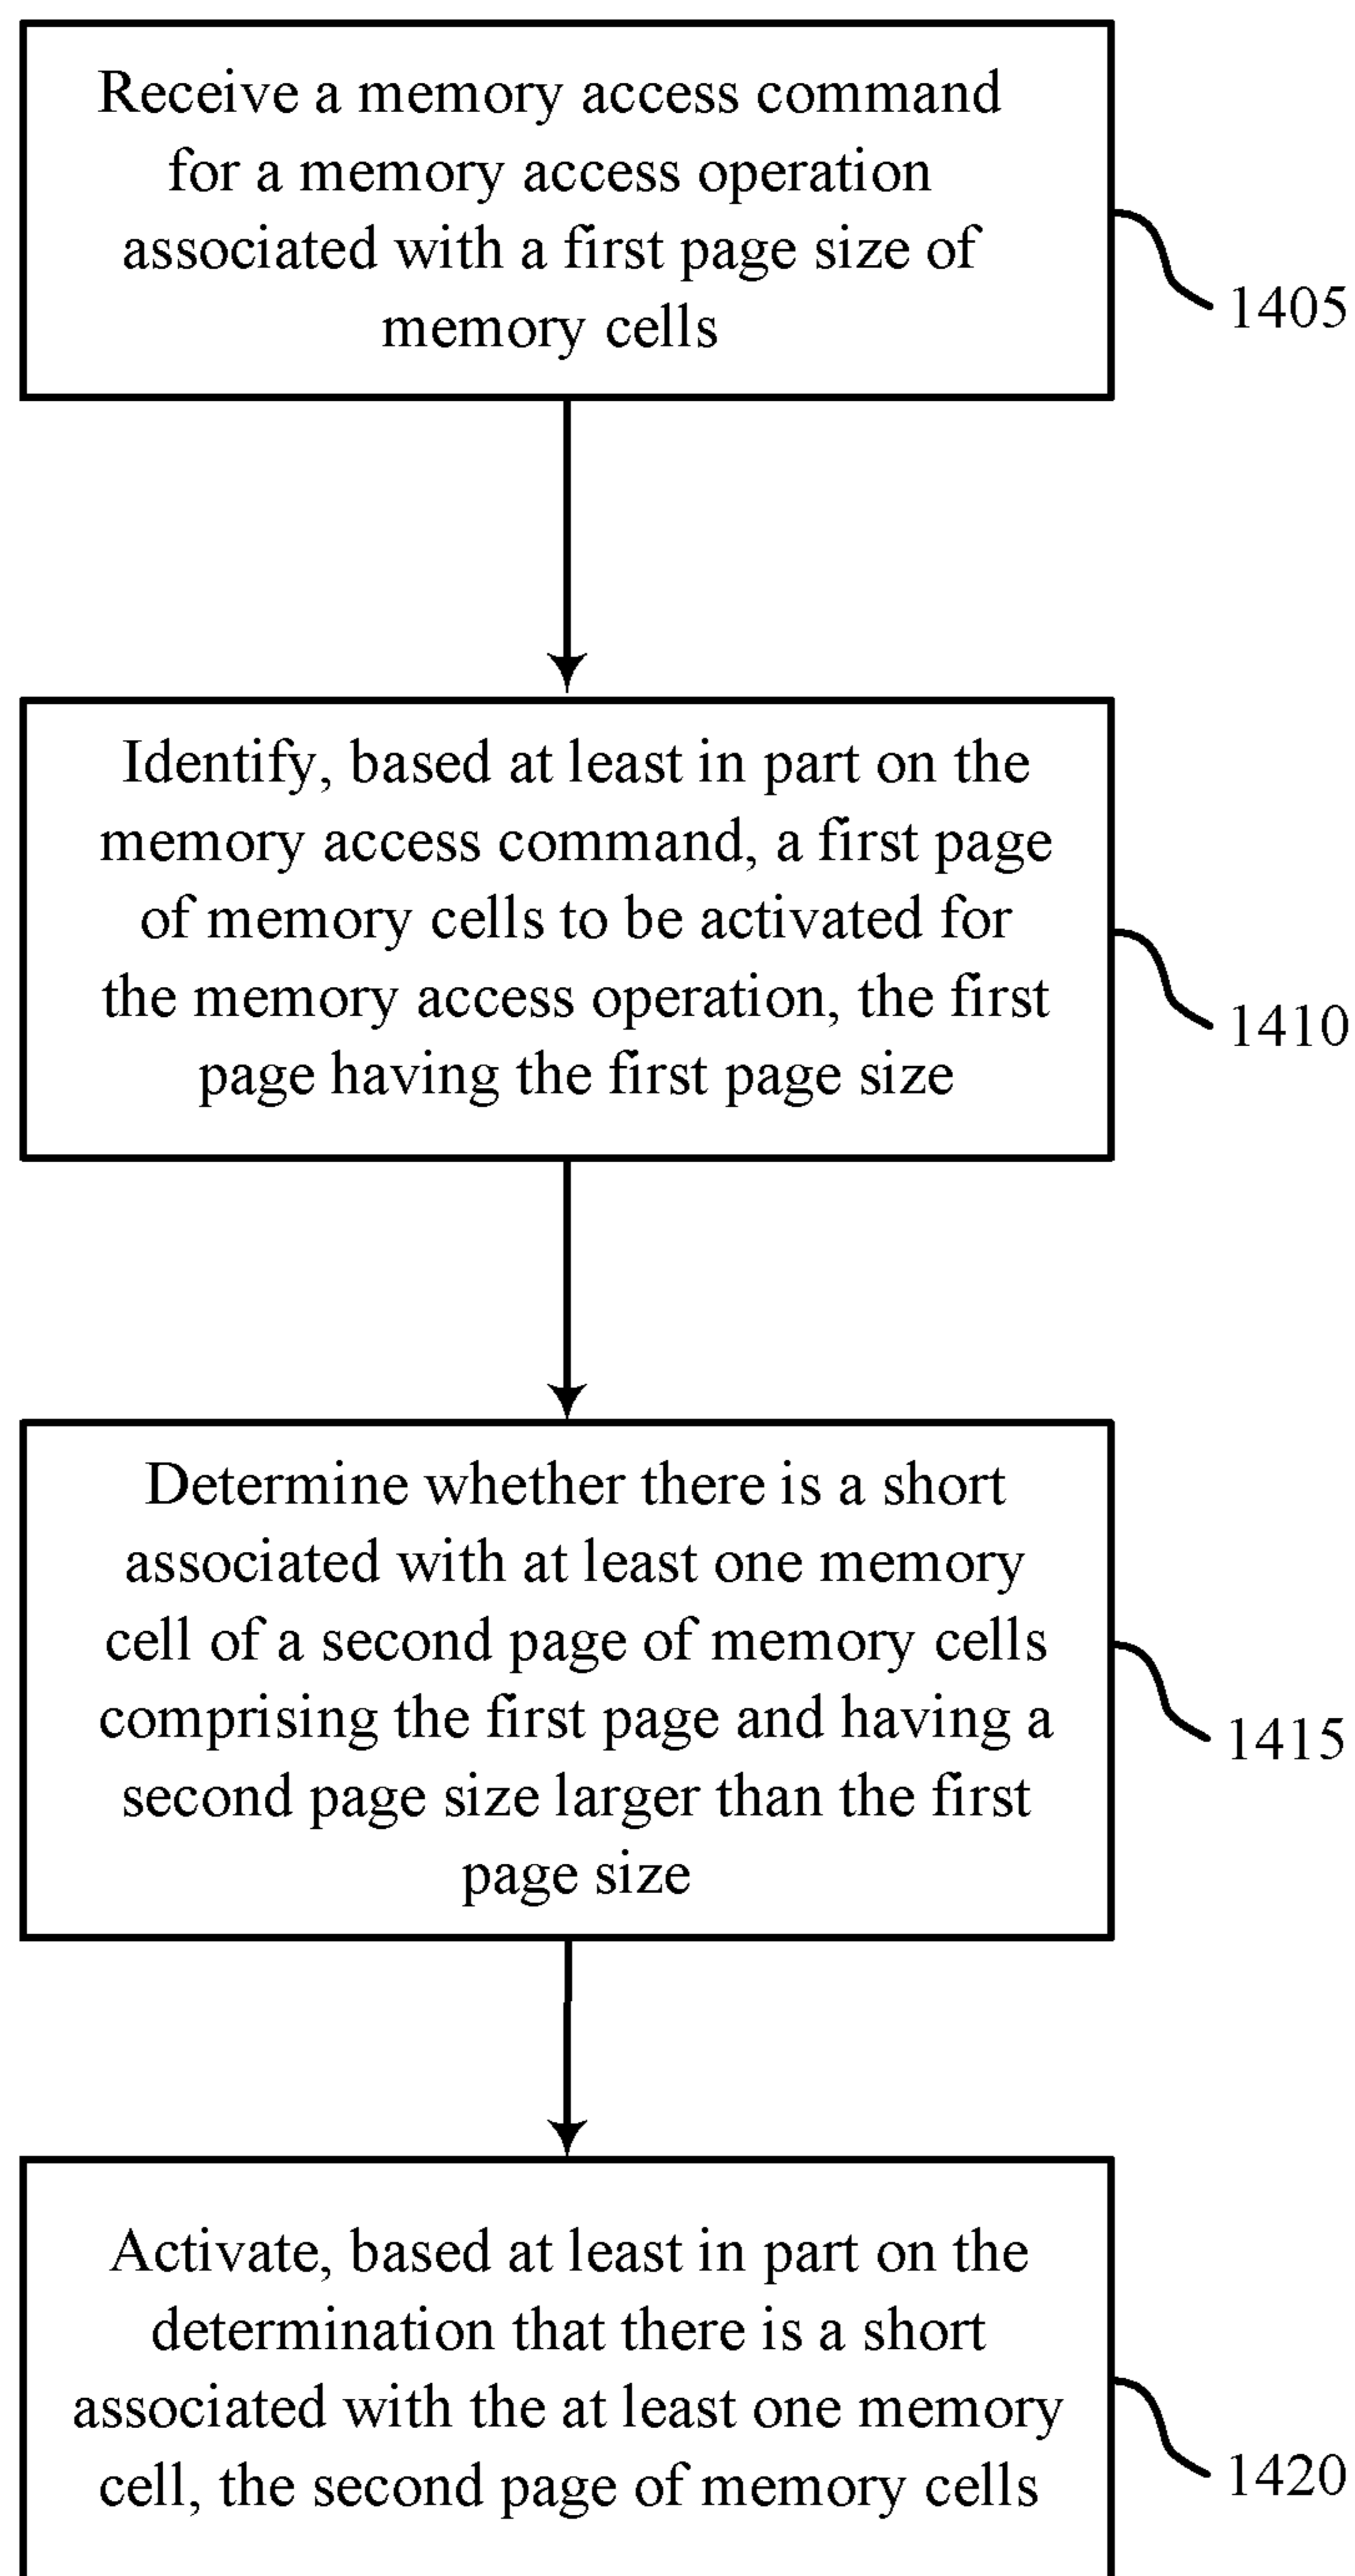 Receive a memory access command
for a memory access operation
associated with a first page size of
memory cells
1405
Identify, based at least in part on the
memory access command, a first page
of memory cells to be activated for
the memory access operation, the first
page having the first page size
1410
Determine whether there is a short
associated with at least one memory
cell of a second page of memory cells
comprising the first page and having a
second page size larger than the first
page size
1415
Activate, based at least in part on the
determination that there is a short
associated with the at least one memory
cell, the second page of memory cells
1420